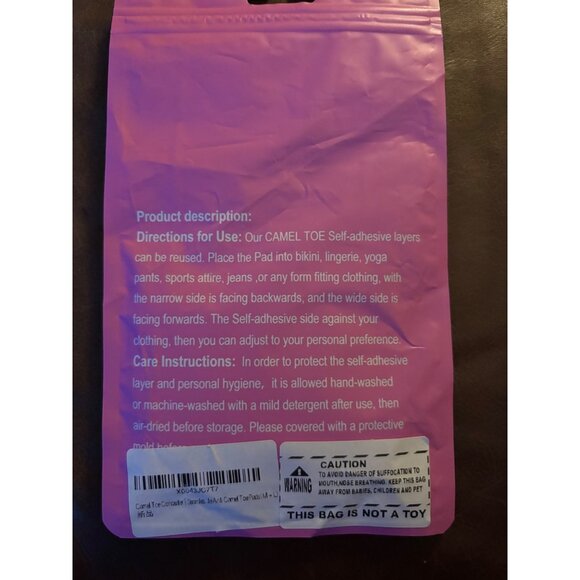 Product description:
Directions for Use: Our CAMEL TOE Self-adhesive layers
can be reused. Place the Pad into bikini, lingerie, yoga
pants, sports attire, jeans ,or any form fitting clothing, with
the narrow side is facing backwards, and the wide side is
facing forwards. The Self-adhesive side against your
clothing, then you can adjust to your personal preference.
Care Instructions: In order to protect the self-adhesive
layer and personal hygiene, it is allowed hand-washed
or machine-washed with a mild detergent after use, then
air-dried before storage. Please covered with a protective
mold before
Camel Toe Concealer
CAUTION
WARNING
TO AVOID DANGER OF SUFFOCATION TO
MOUTH,NOSE BREATHING. KEEP THIS BAG
AWAY FROM BABIES, CHILDREN AND PET
THIS BAG IS NOT A TOY